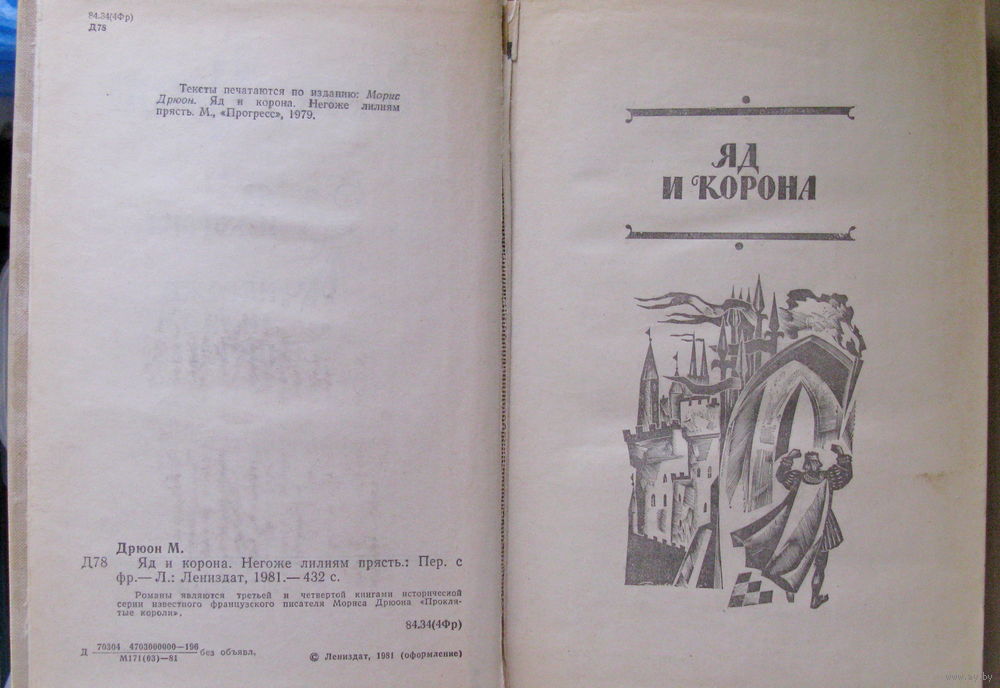 84.34(4Фр)
Д78
Тексты печатаются по изданию: Морис
Дрюон. Яд и корона. Негоже лилиям
прясть. М., «Прогресс», 1979.
Дрюон М.
Д78 Яд и корона. Негоже лилиям прясть.: Пер. с
фр.— Л.: Лениздат, 1981.— 432 с.
Романы являются третьей и четвертой книгами исторической
серии известного французского писателя Мориса Дрюона «Прокля-
тые короли».
84.34(4Фр)
Д 70304 4703000000—196 без объявл.
М171(03)—81
© Лениздат, 1981 (оформление)
ЯД
И КОРОНА
www.ay.by